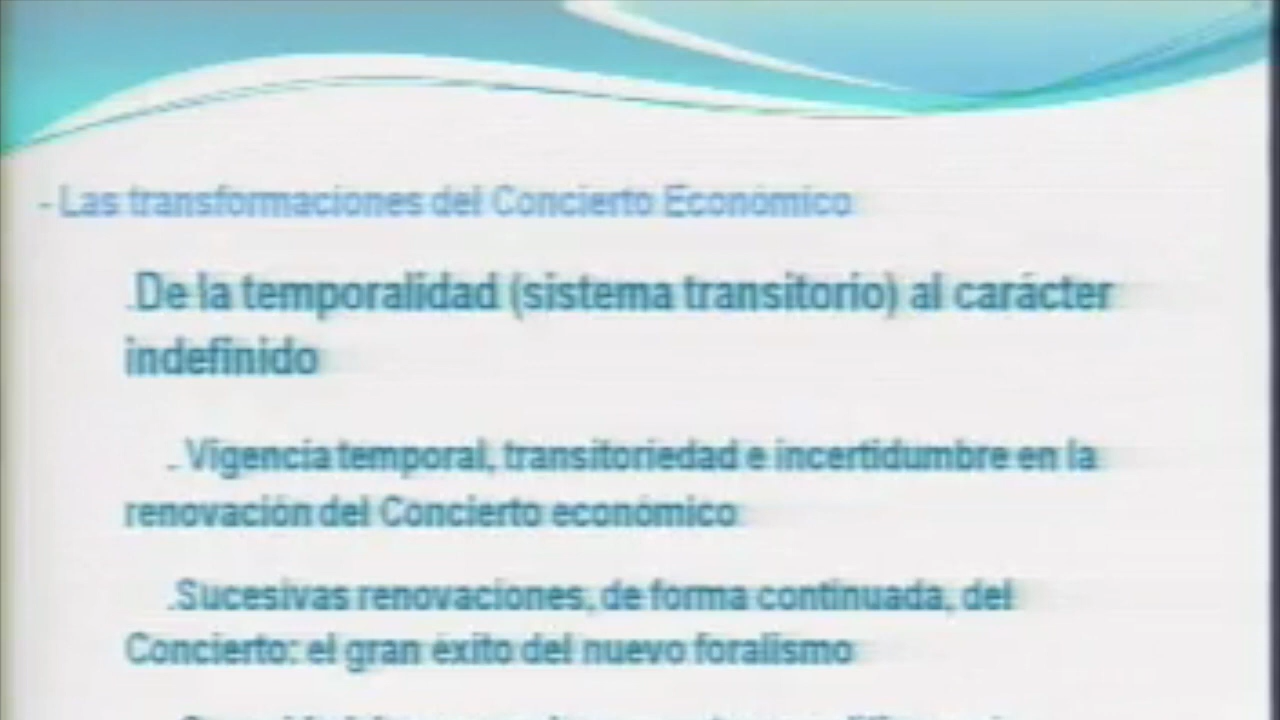 - Las transformaciones del Concierto Económico
.De la temporalidad (sistema transitorio) al carácter
indefinido
. Vigencia temporal, transitoriedad e incertidumbre en la
renovación del Concierto económico
.Sucesivas renovaciones, de forma continuada, del
Concierto: el gran éxito del nuevo foralismo